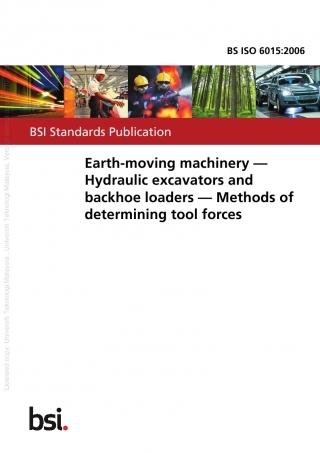 BS ISO 6015:2006
BSI Standards Publication
Earth-moving machinery —
Hydraulic excavators and
backhoe loaders — Methods of
determining tool forces
bsi.
Licensed copy: Universiti Teknologi Malaysia, Universiti Teknologi Malaysia, Version